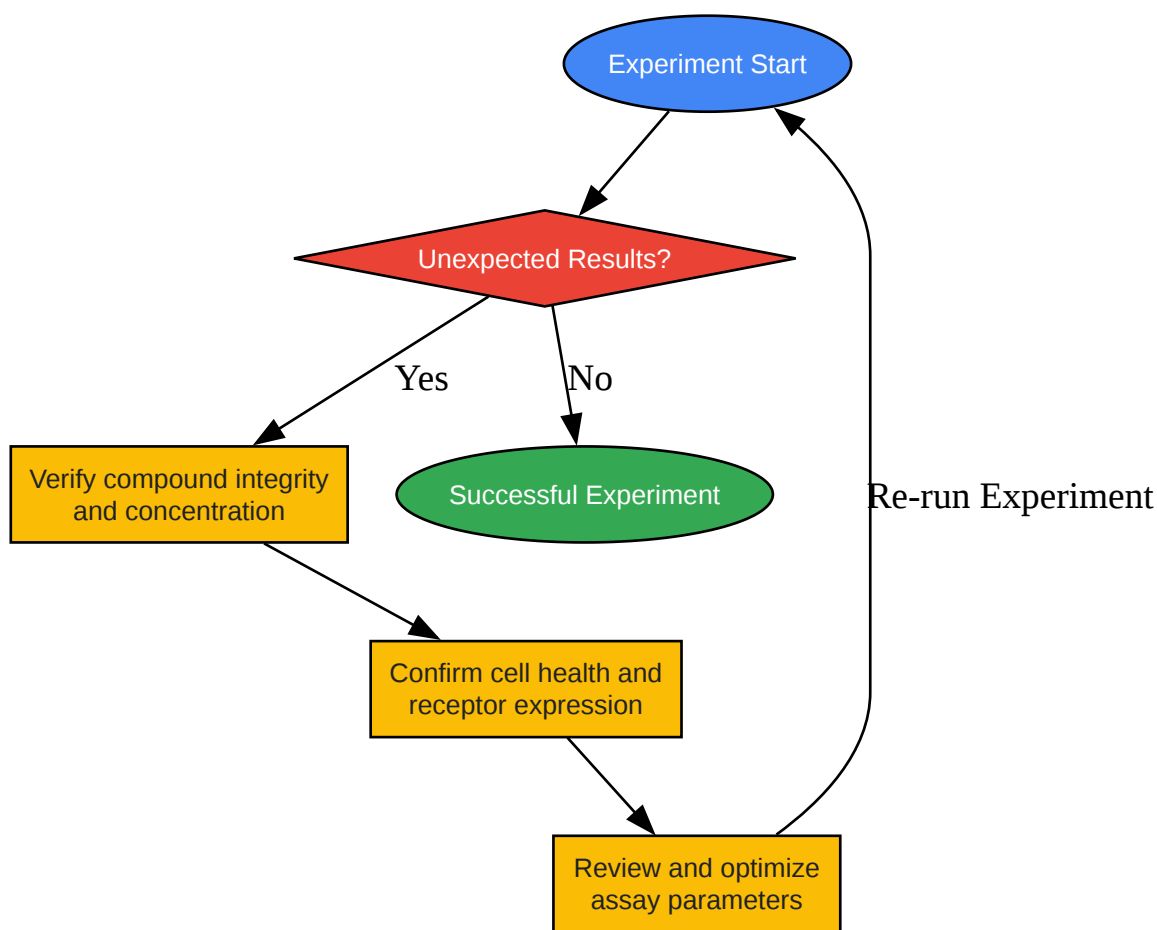 Experiment Start
Unexpected Results?
Yes
No
Verify compound integrity
and concentration
Successful Experiment
Re-run Experiment
Confirm cell health and
receptor expression
Review and optimize
assay parameters